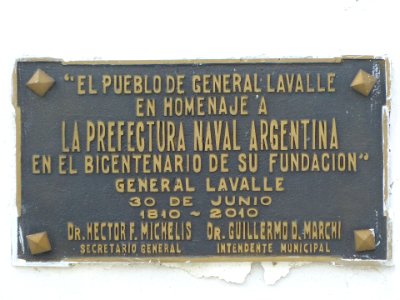 "EL PUEBLO DE GENERAL LAVALLE
EN HOMENAJE A
LA PREFECTURA NAVAL ARGENTINA
EN EL BICENTENARIO DE SU FUNDACION"
GENERAL LAVALLE
30 DE JUNIO
1810 ~ 2010
DR. HECTOR F. MICHELIS DR. GUILLERMO O. MARCHI
SECRETARIO GENERAL INTENDENTE MUNICIPAL